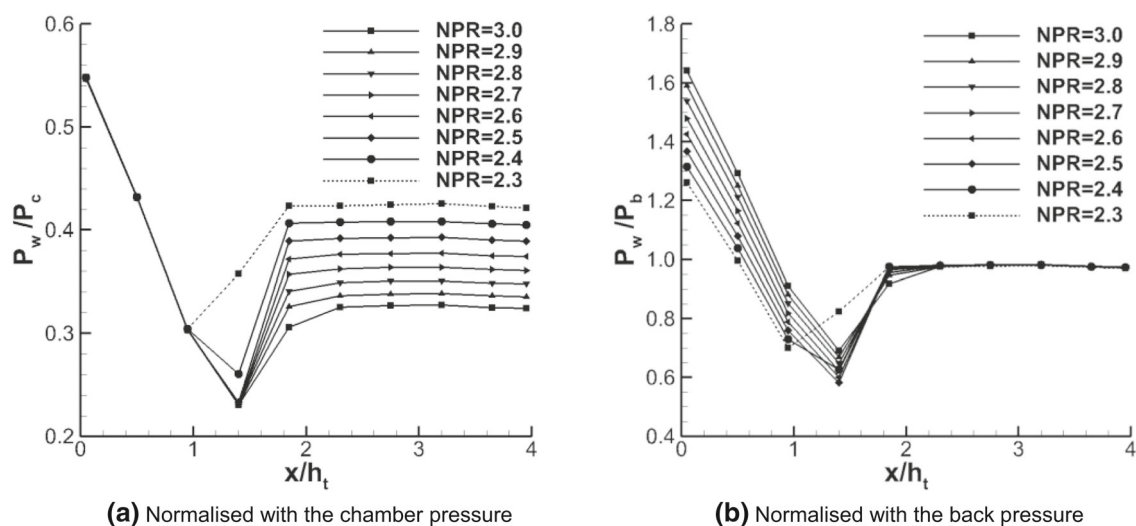 0.6
0.5
0.4
0.3
0.2
P_w/P_c
0
1
2
3
4
x/h_t
NPR=3.0
NPR=2.9
NPR=2.8
NPR=2.7
NPR=2.6
NPR=2.5
NPR=2.4
NPR=2.3
(a) Normalised with the chamber pressure
1.8
1.6
1.4
1.2
1.0
0.8
0.6
0.4
P_w/P_b
0
1
2
3
4
x/h_t
NPR=3.0
NPR=2.9
NPR=2.8
NPR=2.7
NPR=2.6
NPR=2.5
NPR=2.4
NPR=2.3
(b) Normalised with the back pressure